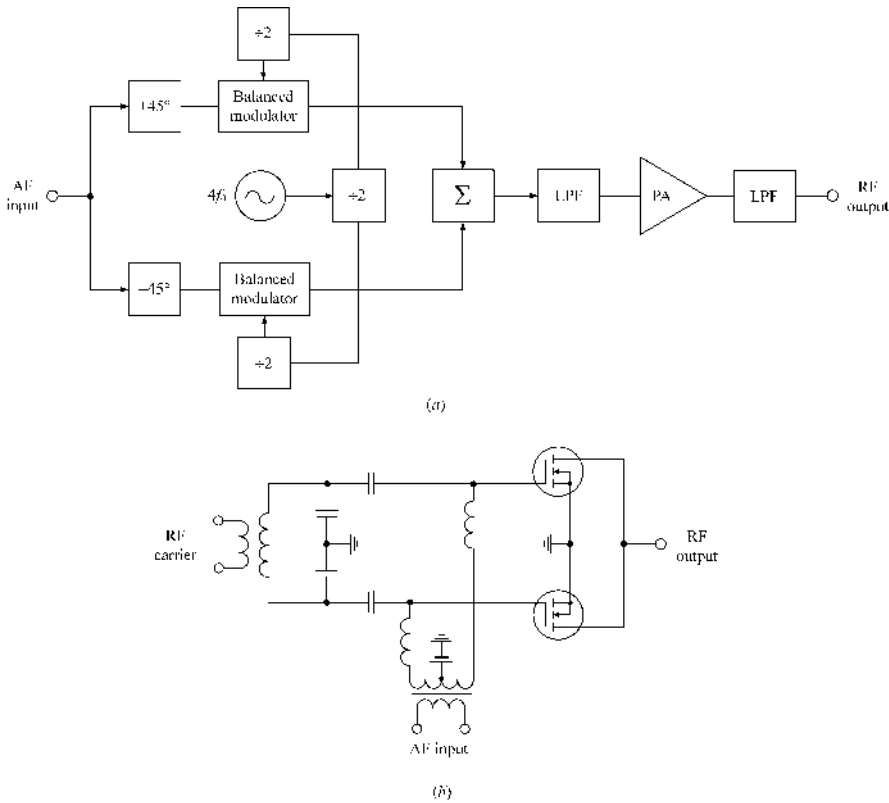 ÷2
+45°
Balanced
modulator
AF
input
4f₀
÷2
Σ
LPF
PA
LPF
RF
output
−45°
Balanced
modulator
÷2
(a)
RF
carrier
RF
output
AF input
(b)